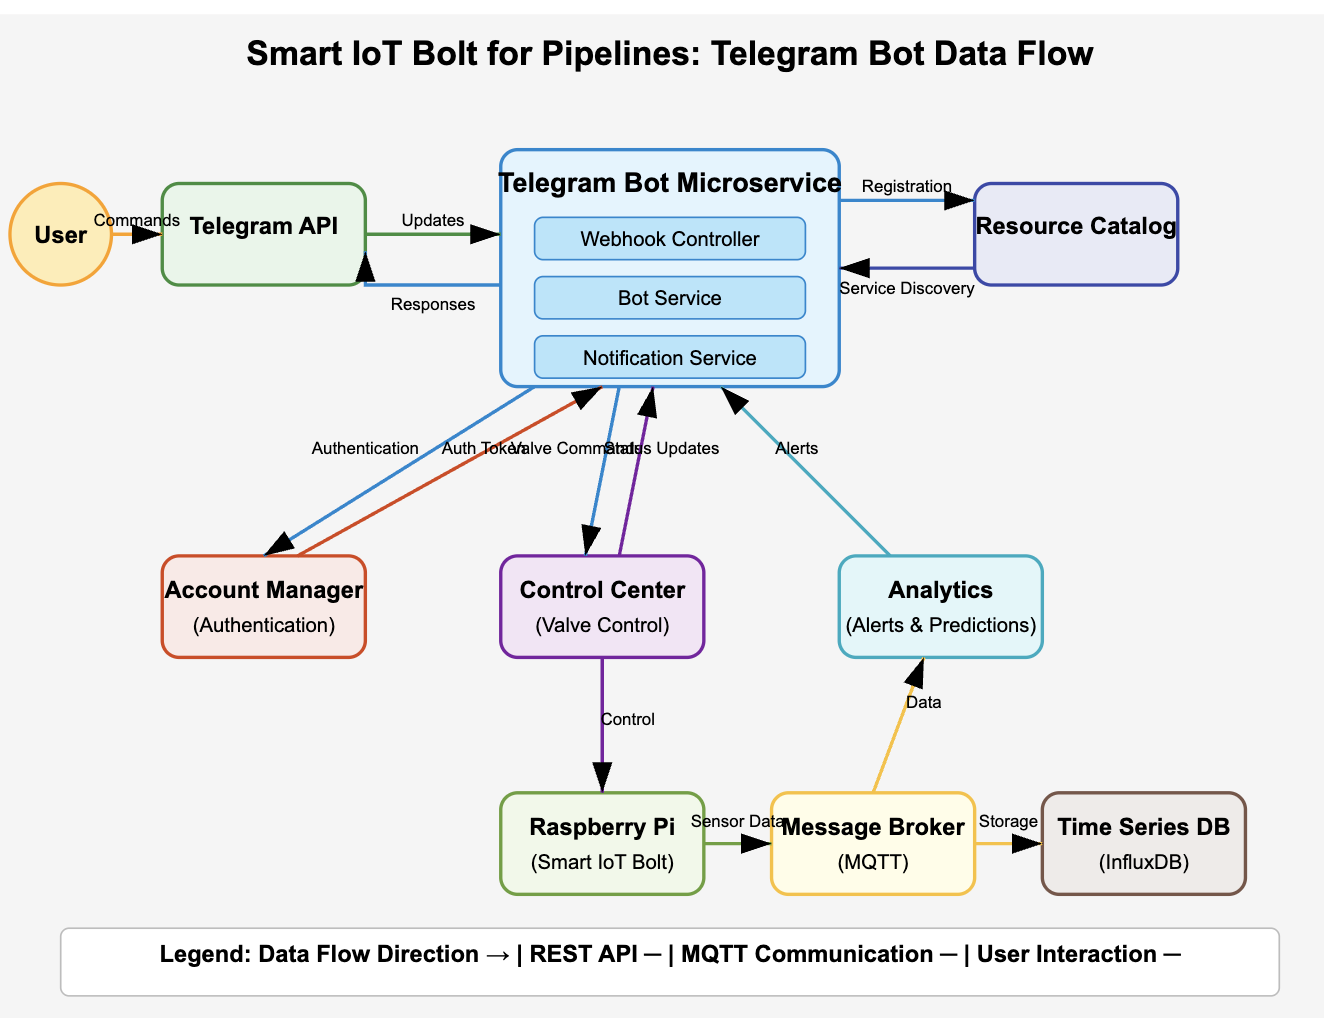 Smart IoT Bolt for Pipelines: Telegram Bot Data Flow
User
Commands
Telegram API
Updates
Responses
Telegram Bot Microservice
Webhook Controller
Bot Service
Notification Service
Registration
Service Discovery
Resource Catalog
Authentication
Auth Token
Valve Commands
Status Updates
Alerts
Account Manager
(Authentication)
Control Center
(Valve Control)
Analytics
(Alerts & Predictions)
Control
Data
Raspberry Pi
(Smart IoT Bolt)
Sensor Data
Message Broker
(MQTT)
Storage
Time Series DB
(InfluxDB)
Legend: Data Flow Direction → | REST API ─ | MQTT Communication ─ | User Interaction ─